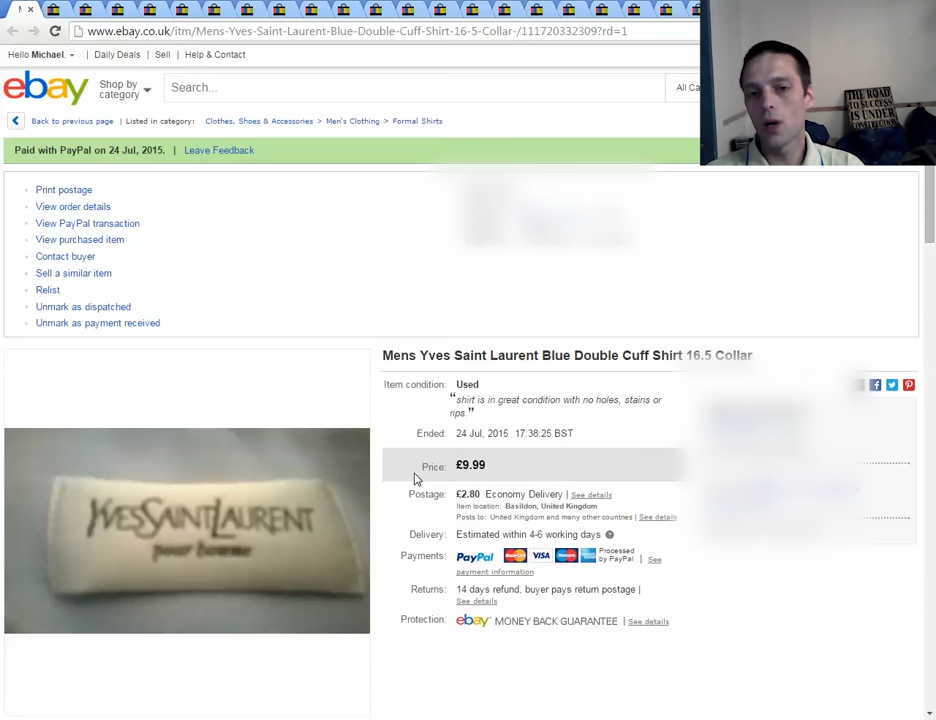 www.ebay.co.uk/itm/Mens-Yves-Saint-Laurent-Blue-Double-Cuff-Shirt-16-5-Collar-/111720332309?rd=1
Hello Michael. Daily Deals | Sell | Help & Contact
ebay Shop by category Search... All Ca
Back to previous page | Listed in category: Clothes, Shoes & Accessories > Men's Clothing > Formal Shirts
THE ROAD
TO SUCCESS
IS UNDER
CONSTRUCTION
Paid with PayPal on 24 Jul, 2015. | Leave Feedback
Print postage
View order details
View PayPal transaction
View purchased item
Contact buyer
Sell a similar item
Relist
Unmark as dispatched
Unmark as payment received
Mens Yves Saint Laurent Blue Double Cuff Shirt 16.5 Collar
Item condition: Used
“shirt is in great condition with no holes, stains or
rips.”
Ended: 24 Jul, 2015 17:38:25 BST
Price: £9.99
Postage: £2.80 Economy Delivery | See details
Item location: Basildon, United Kingdom
Posts to: United Kingdom and many other countries | See details
Delivery: Estimated within 4-6 working days
Payments: PayPal MasterCard VISA Maestro Processed by PayPal | See
payment information
Returns: 14 days refund, buyer pays return postage |
See details
Protection: ebay MONEY BACK GUARANTEE | See details
YVESSAINTLAURENT
pour homme